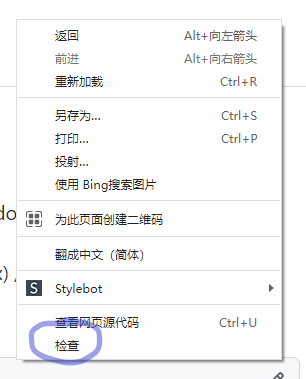 返回 Alt+向左箭头
前进 Alt+向右箭头
重新加载 Ctrl+R
另存为... Ctrl+S
打印... Ctrl+P
投射...
使用 Bing搜索图片
do
为此页面创建二维码
翻成中文（简体）
x) /
S Stylebot
查看网页源代码 Ctrl+U
检查